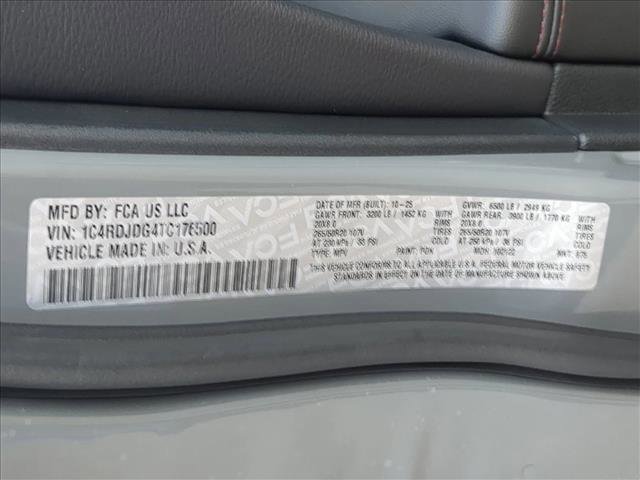 MFD BY: FCA US LLC
VIN: 1C4RDJDG4TC176500
VEHICLE MADE IN: U.S.A.
DATE OF MFR (BUILT): 10-25 GVWR: 6500 LB / 2949 KG
GAWR FRONT: 3200 LB / 1452 KG WITH GAWR REAR: 3900 LB / 1770 KG WITH
20X8.0 RIMS 20X8.0 RIMS
265/50R20 107V TIRES 265/50R20 107V TIRES
AT 230 kPa / 33 PSI COLD AT 250 kPa / 36 PSI COLD
TYPE: MPV PAINT: PDN MDH: INT:
THIS VEHICLE CONFORMS TO ALL APPLICABLE U.S.A. FEDERAL MOTOR VEHICLE SAFETY
STANDARDS IN EFFECT ON THE DATE OF MANUFACTURE SHOWN ABOVE.